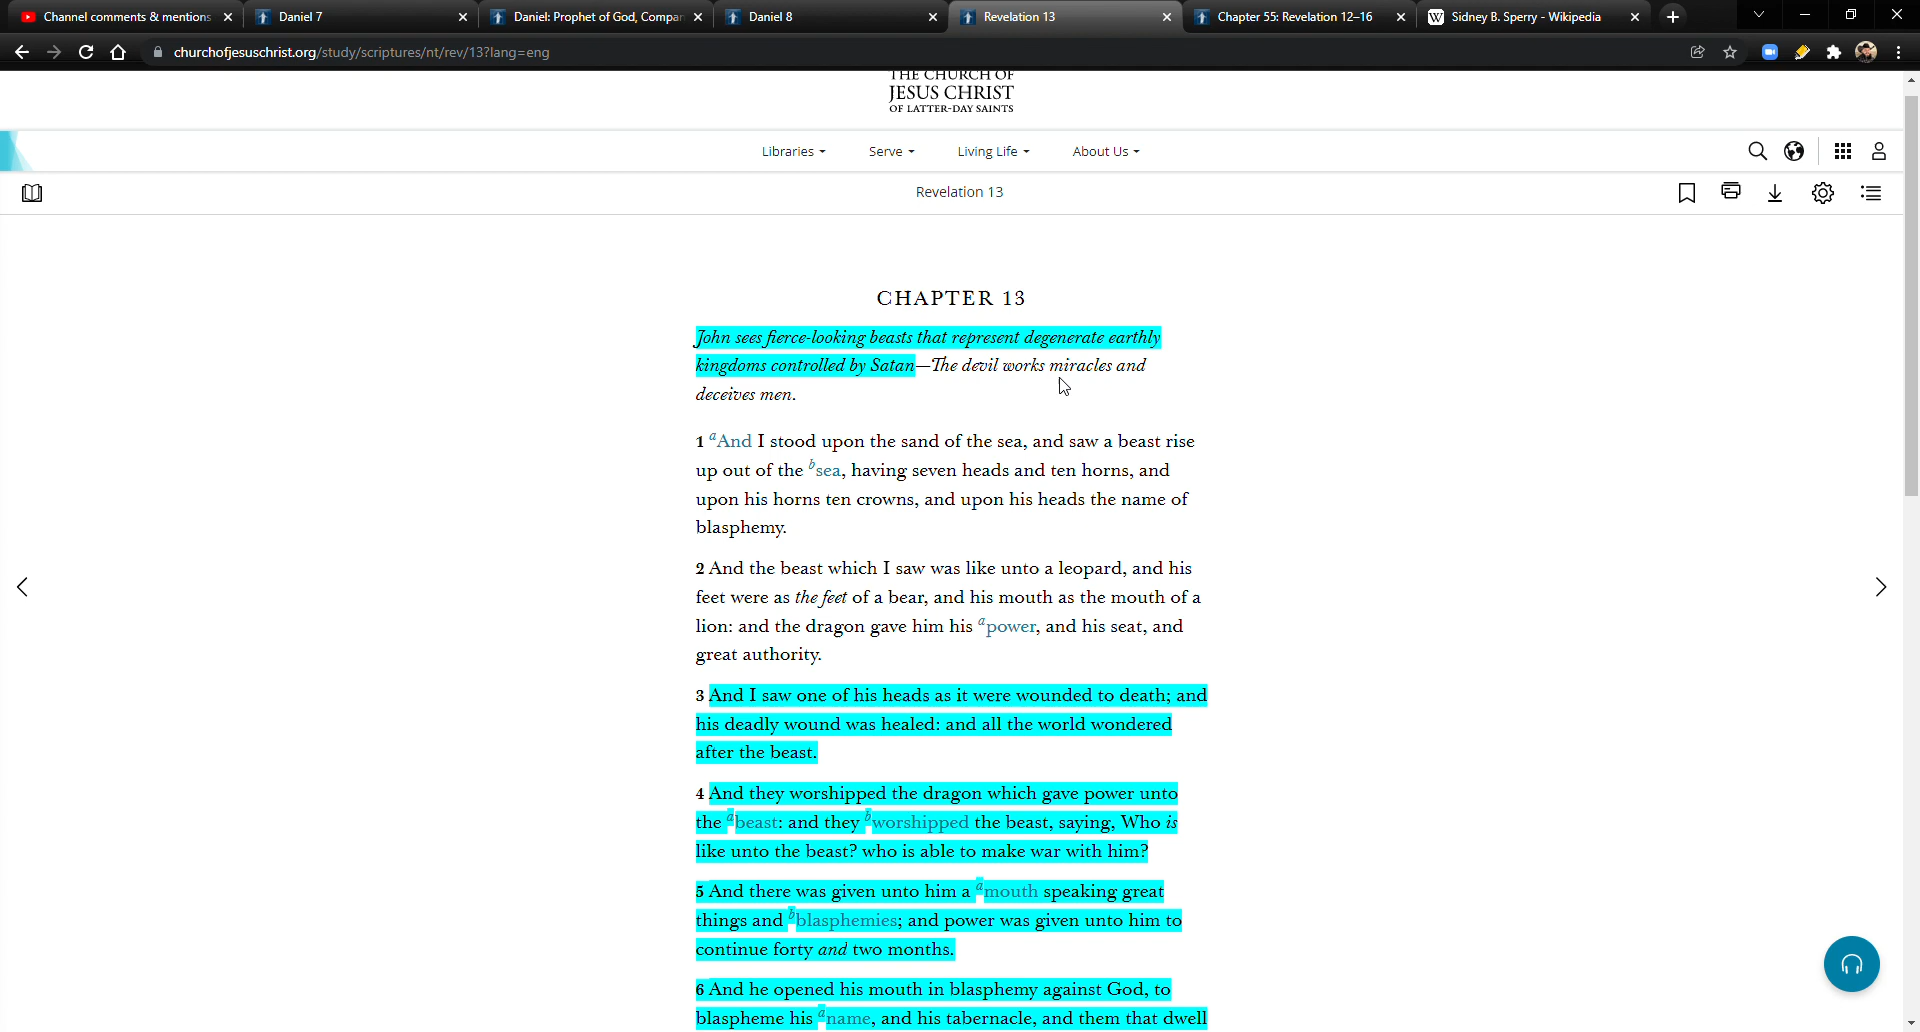 Channel comments & mentions
Daniel 7
Daniel: Prophet of God, Compan
Daniel 8
Revelation 13
Chapter 55: Revelation 12–16
W Sidney B. Sperry - Wikipedia
churchofjesuschrist.org/study/scriptures/nt/rev/13?lang=eng
THE CHURCH OF
JESUS CHRIST
OF LATTER-DAY SAINTS
Libraries
Serve
Living Life
About Us
Revelation 13
CHAPTER 13
John sees fierce-looking beasts that represent degenerate earthly
kingdoms controlled by Satan—The devil works miracles and
deceives men.
1 a And I stood upon the sand of the sea, and saw a beast rise
up out of the b sea, having seven heads and ten horns, and
upon his horns ten crowns, and upon his heads the name of
blasphemy.
2 And the beast which I saw was like unto a leopard, and his
feet were as the feet of a bear, and his mouth as the mouth of a
lion: and the dragon gave him his a power, and his seat, and
great authority.
3 And I saw one of his heads as it were wounded to death; and
his deadly wound was healed: and all the world wondered
after the beast.
4 And they worshipped the dragon which gave power unto
the a beast: and they b worshipped the beast, saying, Who is
like unto the beast? who is able to make war with him?
5 And there was given unto him a a mouth speaking great
things and b blasphemies; and power was given unto him to
continue forty and two months.
6 And he opened his mouth in blasphemy against God, to
blaspheme his a name, and his tabernacle, and them that dwell